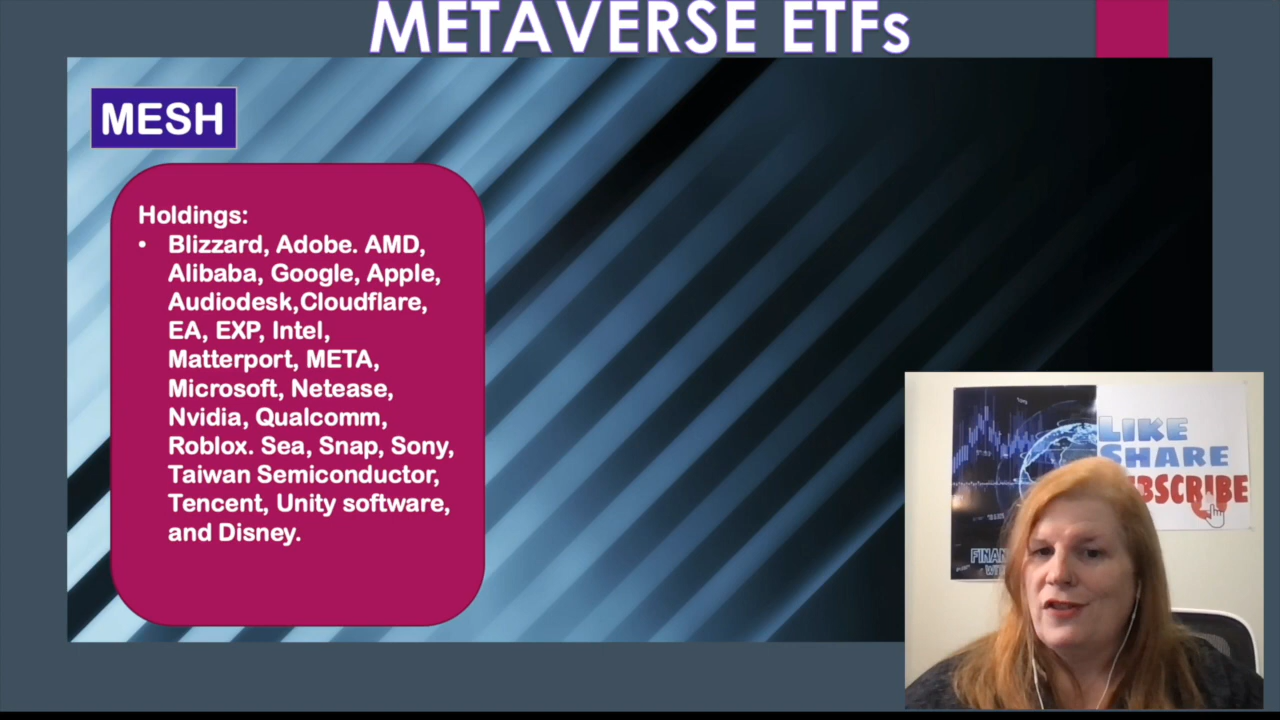 METAVERSE ETFs
MESH
Holdings:
• Blizzard, Adobe. AMD,
Alibaba, Google, Apple,
Audiodesk,Cloudflare,
EA, EXP, Intel,
Matterport, META,
Microsoft, Netease,
Nvidia, Qualcomm,
Roblox. Sea, Snap, Sony,
Taiwan Semiconductor,
Tencent, Unity software,
and Disney.
LIKE
SHARE